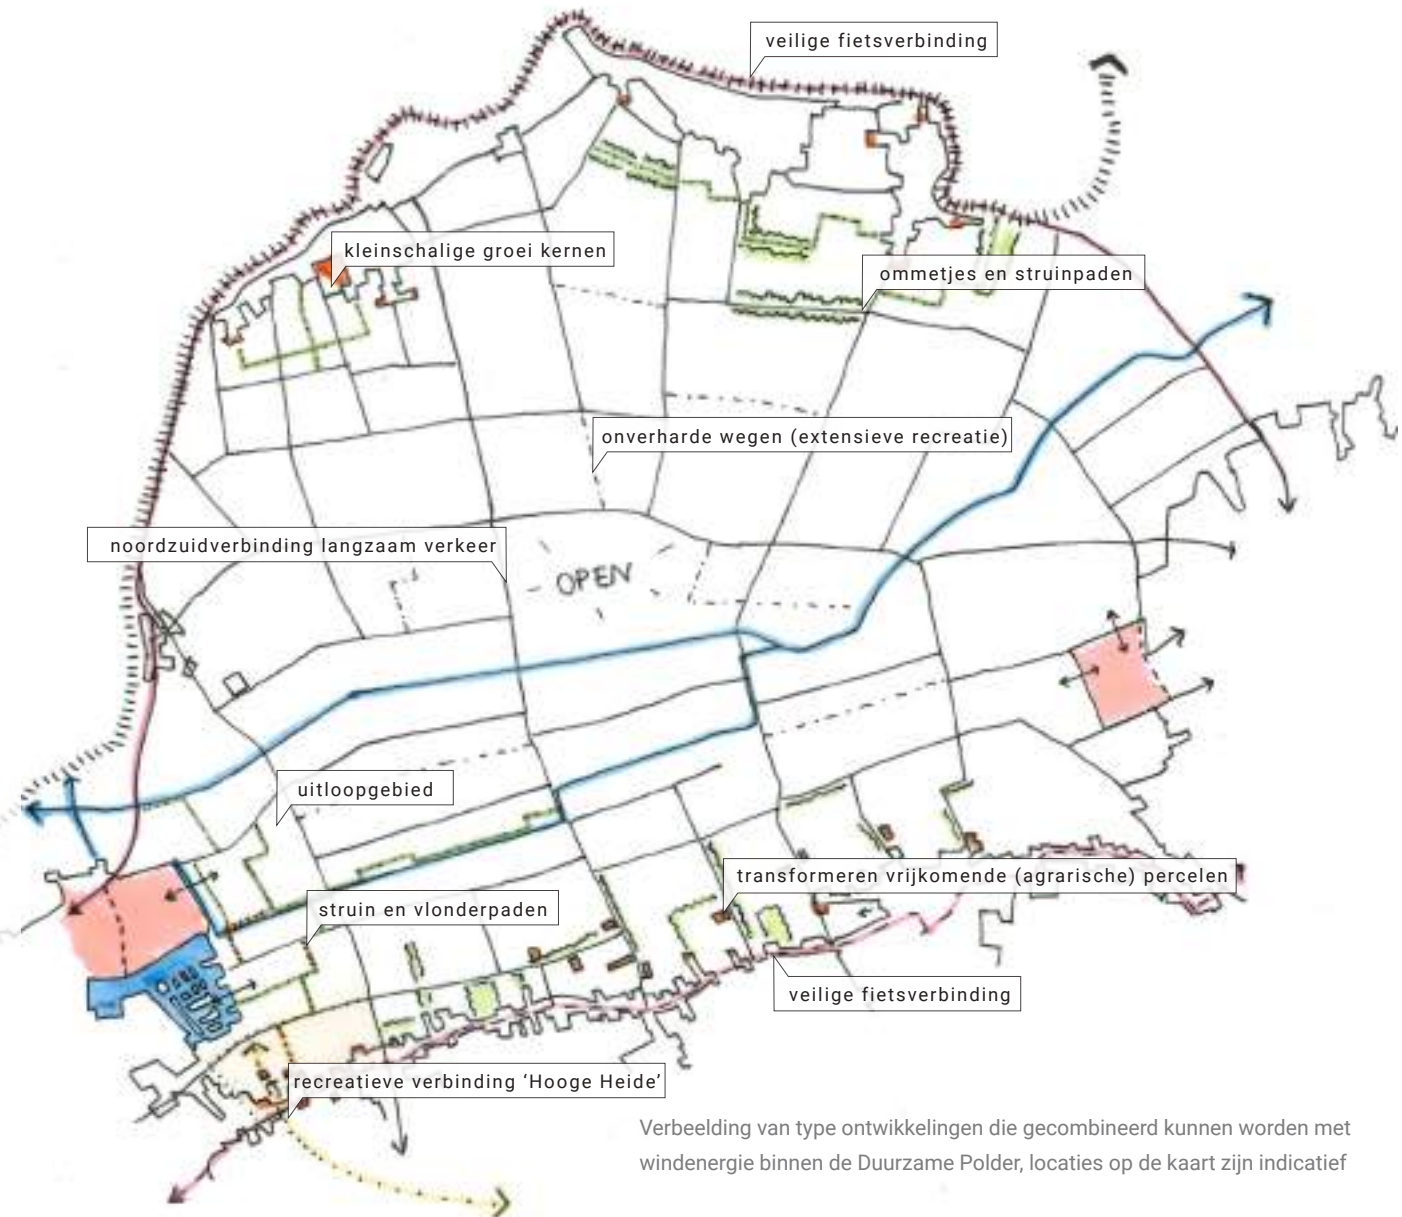 veilige fietsverbinding
kleinschalige groei kernen
ommetjes en struinpaden
onverharde wegen (extensieve recreatie)
noordzuidverbinding langzaam verkeer
OPEN
uitloopgebied
transformeren vrijkomende (agrarische) percelen
struin en vlonderpaden
veilige fietsverbinding
recreatieve verbinding ‘Hooge Heide’
Verbeelding van type ontwikkelingen die gecombineerd kunnen worden met
windenergie binnen de Duurzame Polder, locaties op de kaart zijn indicatief